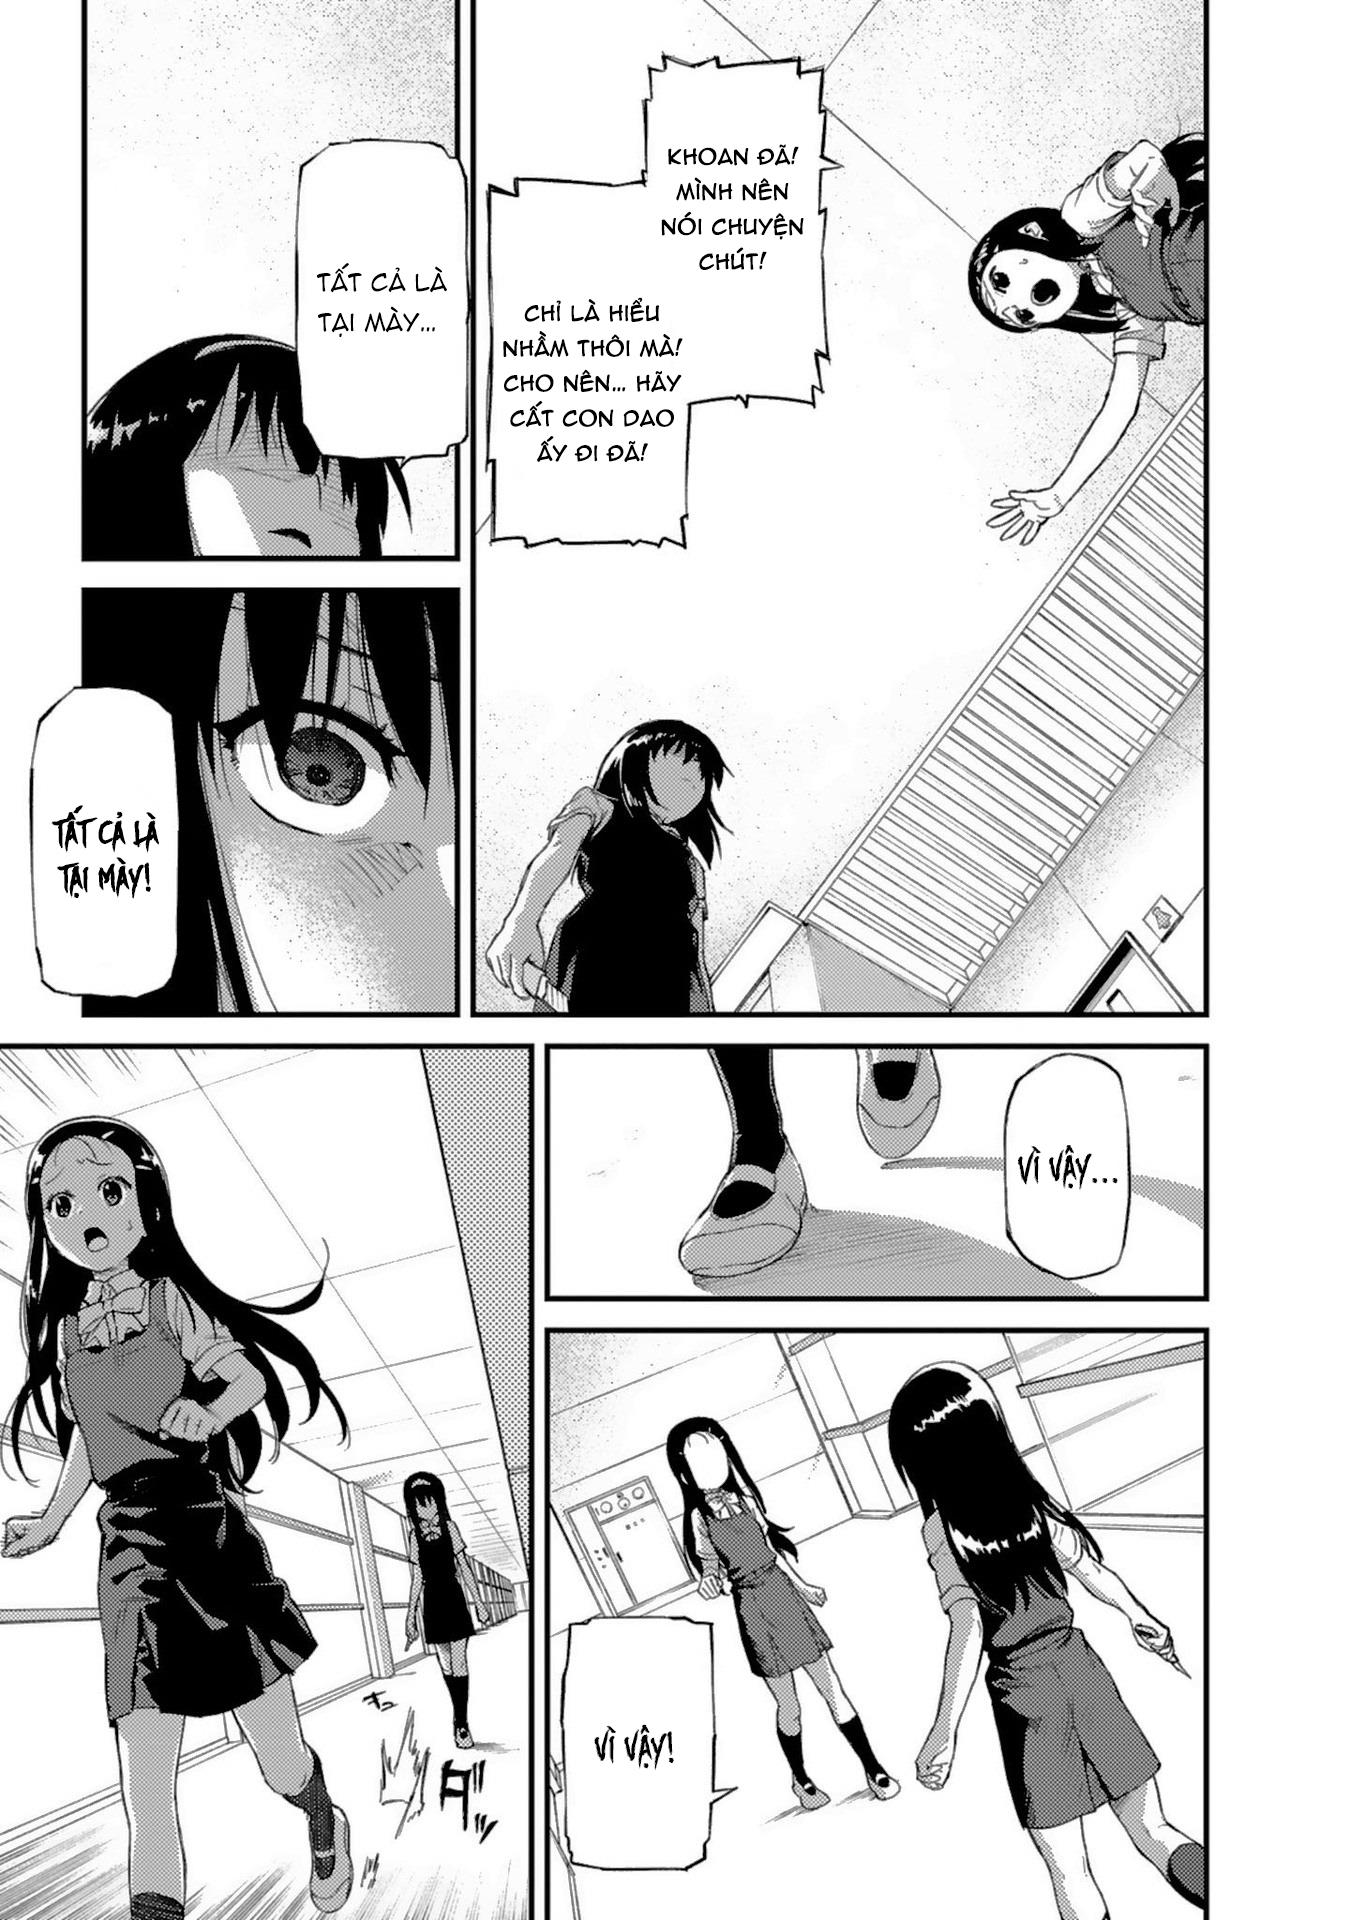 KHOAN ĐÃ!
MÌNH NÊN
NÓI CHUYỆN
CHÚT!
CHỈ LÀ HIỂU
NHẦM THÔI MÀ!
CHO NÊN... HÃY
CẤT CON DAO
ẤY ĐI ĐÃ!
TẤT CẢ LÀ
TẠI MÀY...
TẤT CẢ LÀ
TẠI MÀY!
VÌ VẬY...
VÌ VẬY!